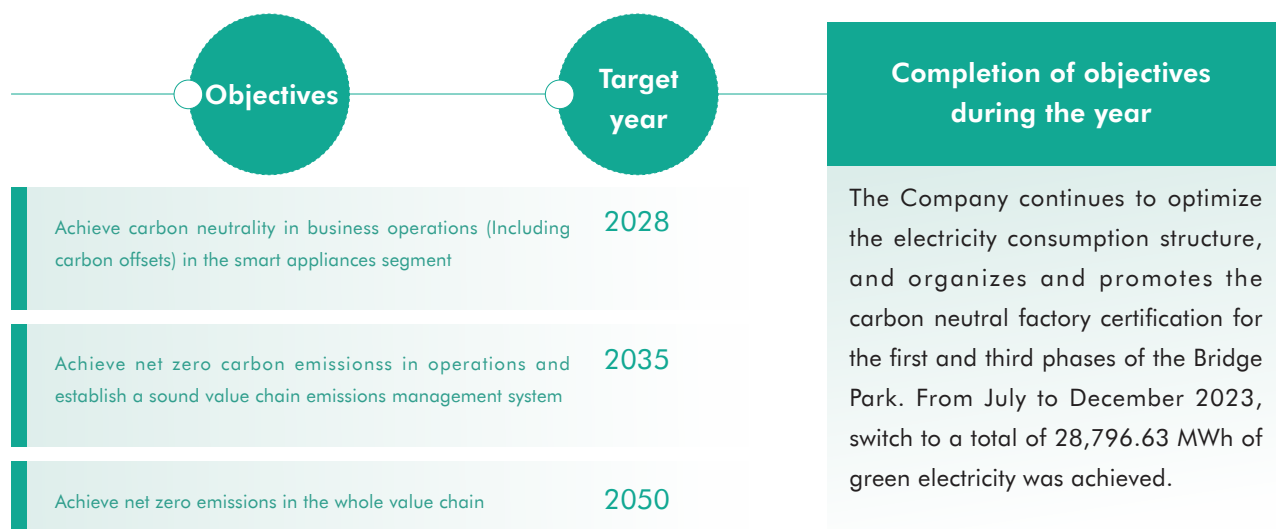 Objectives
Target
year
Completion of objectives
during the year
Achieve carbon neutrality in business operations (Including
carbon offsets) in the smart appliances segment
2028
Achieve net zero carbon emissionss in operations and
establish a sound value chain emissions management system
2035
Achieve net zero emissions in the whole value chain
2050
The Company continues to optimize
the electricity consumption structure,
and organizes and promotes the
carbon neutral factory certification for
the first and third phases of the Bridge
Park. From July to December 2023,
switch to a total of 28,796.63 MWh of
green electricity was achieved.